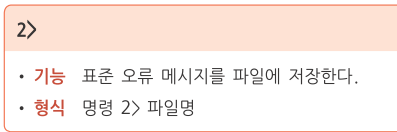 2>
• 기능 표준 오류 메시지를 파일에 저장한다.
• 형식 명령 2> 파일명